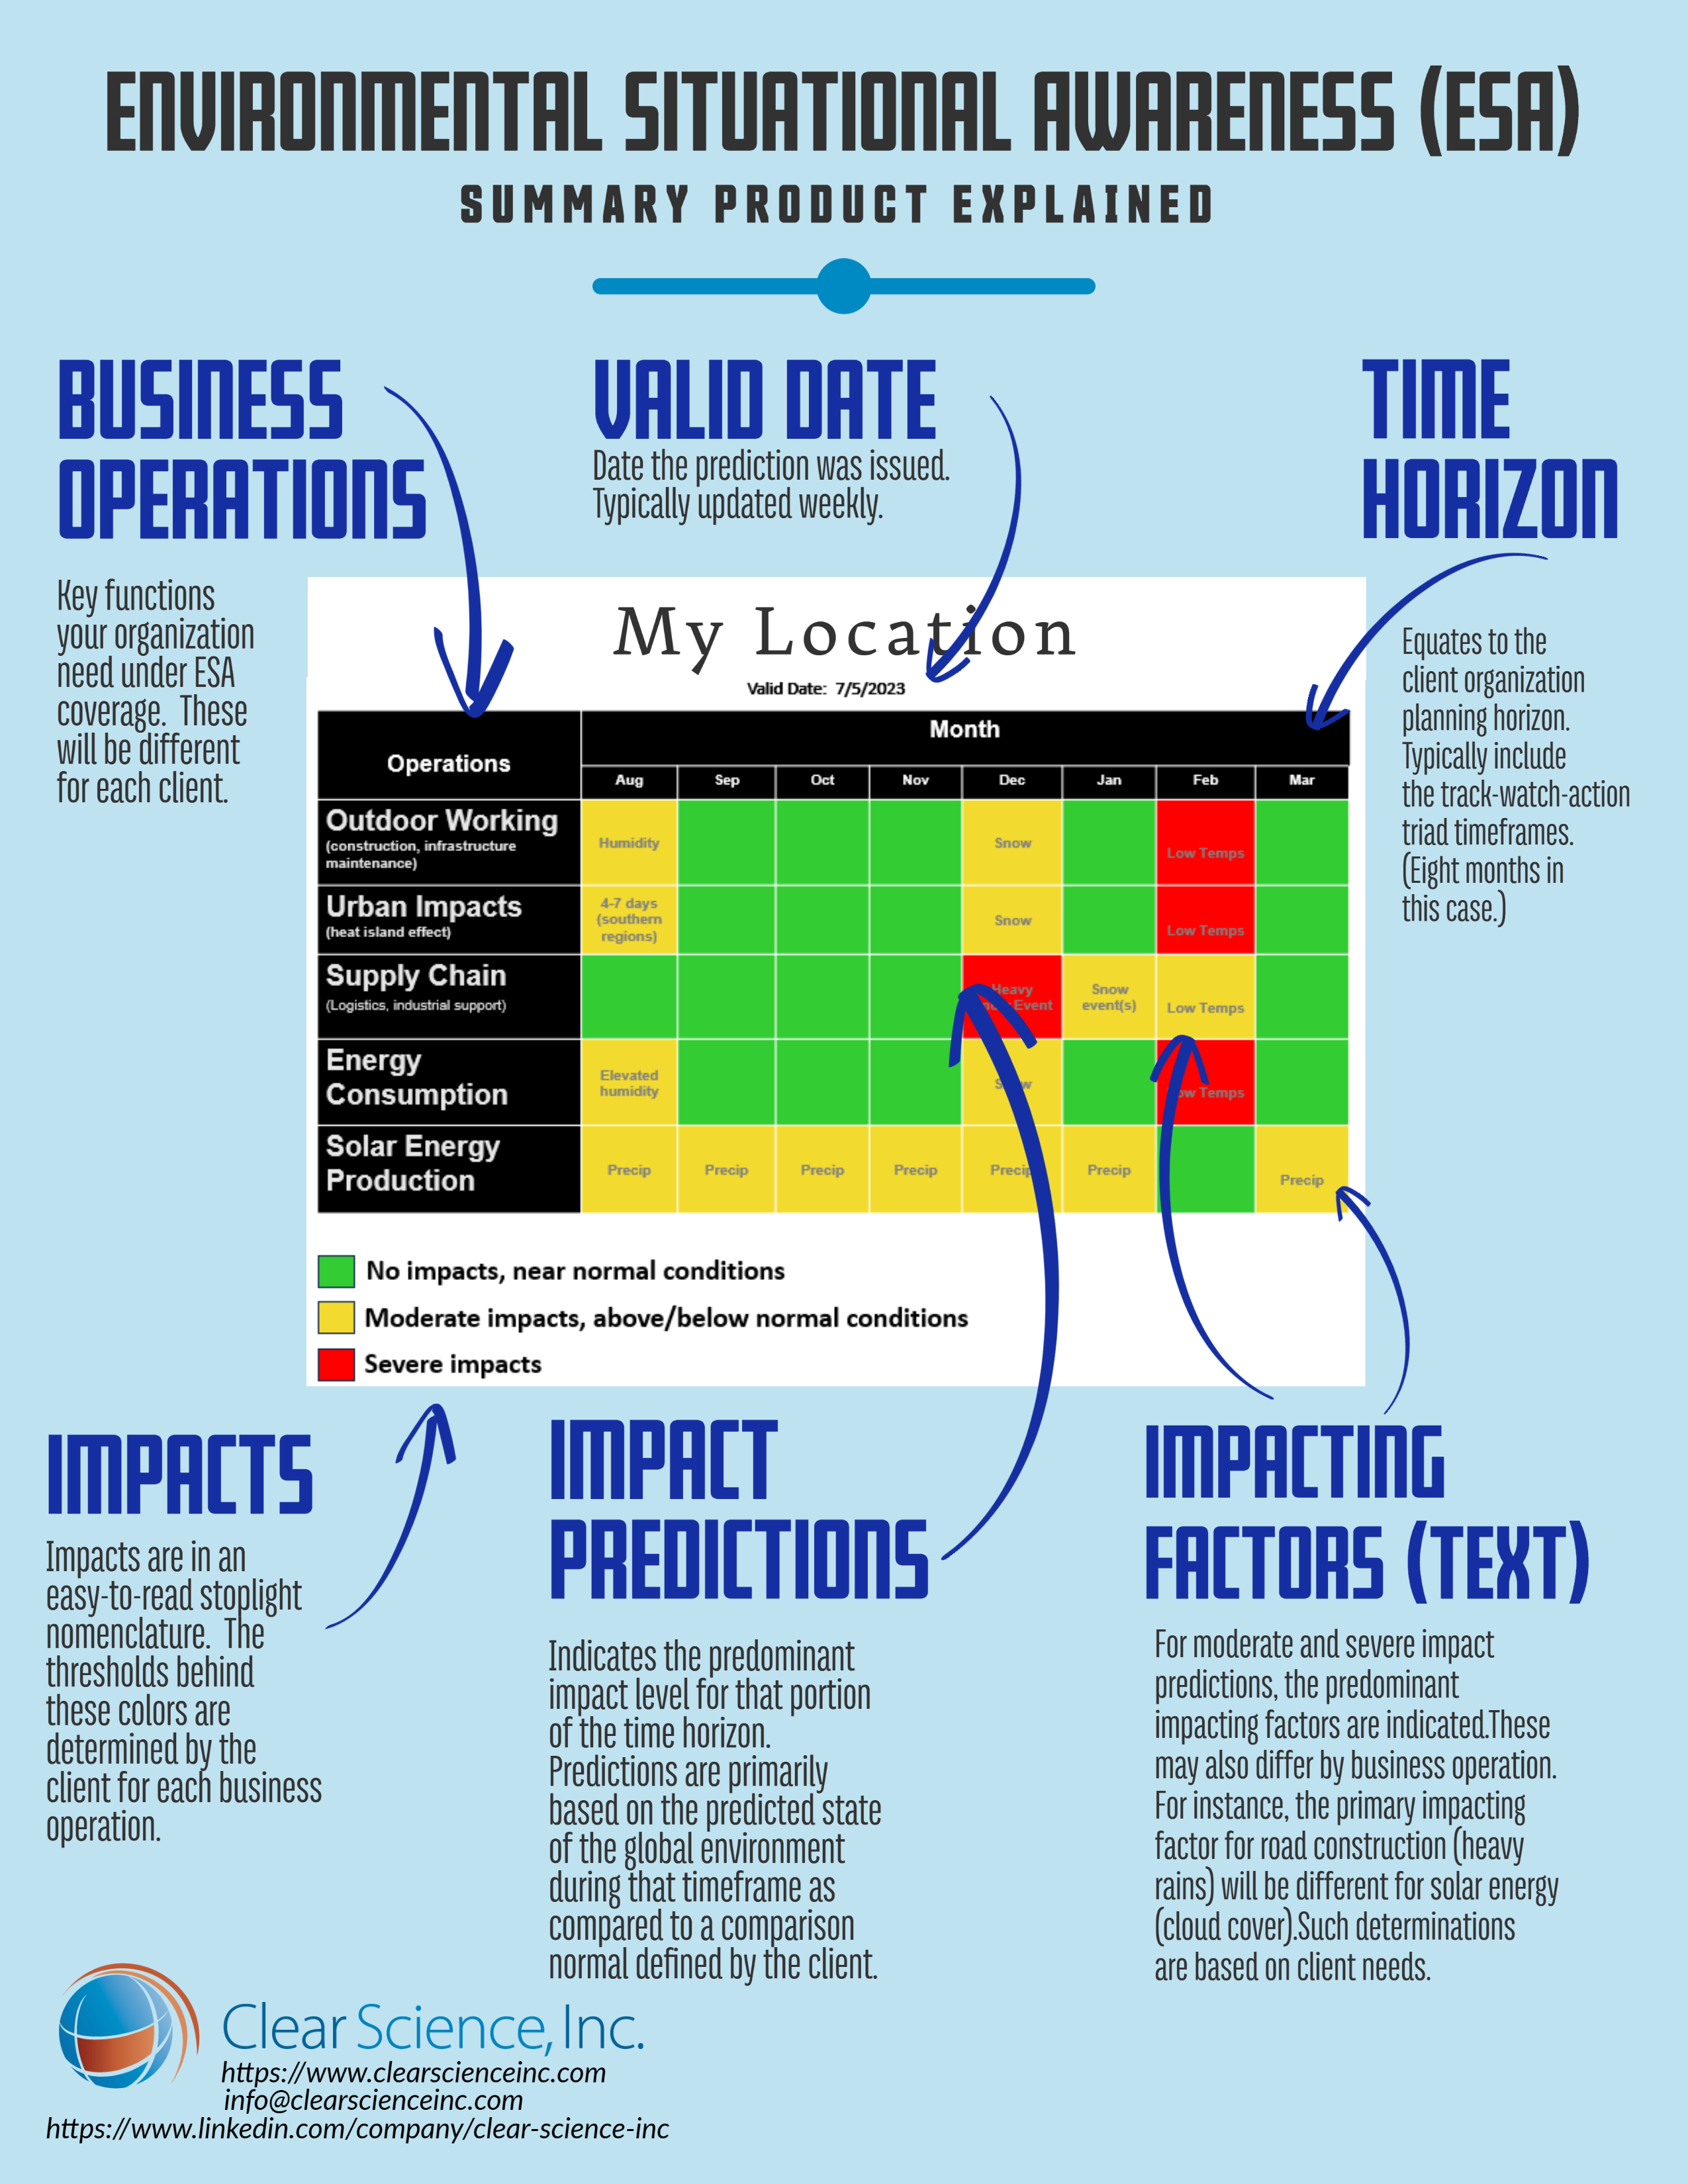 ENVIRONMENTAL SITUATIONAL AWARENESS (ESA)
SUMMARY PRODUCT EXPLAINED
BUSINESS
OPERATIONS
Key functions
your organization
need under ESA
coverage.  These
will be different
for each client.
VALID DATE
Date the prediction was issued.
Typically updated weekly.
TIME
HORIZON
Equates to the
client organization
planning horizon.
Typically include
the track-watch-action
triad timeframes.
(Eight months in
this case.)
My Location
Valid Date:  7/5/2023
Operations
Month
Aug Sep Oct Nov Dec Jan Feb Mar
Outdoor Working
(construction, infrastructure
maintenance)
Humidity
Snow
Low Temps
Urban Impacts
(heat island effect)
4-7 days
(southern
regions)
Snow
Low Temps
Supply Chain
(Logistics, industrial support)
Heavy
Event
Snow
event(s)
Low Temps
Energy
Consumption
Elevated
humidity
Snow
Low Temps
Solar Energy
Production
Precip Precip Precip Precip Precip Precip Precip
No impacts, near normal conditions
Moderate impacts, above/below normal conditions
Severe impacts
IMPACTS
Impacts are in an
easy-to-read stoplight
nomenclature.  The
thresholds behind
these colors are
determined by the
client for each business
operation.
IMPACT
PREDICTIONS
Indicates the predominant
impact level for that portion
of the time horizon.
Predictions are primarily
based on the predicted state
of the global environment
during that timeframe as
compared to a comparison
normal defined by the client.
IMPACTING
FACTORS (TEXT)
For moderate and severe impact
predictions, the predominant
impacting factors are indicated.These
may also differ by business operation.
For instance, the primary impacting
factor for road construction (heavy
rains) will be different for solar energy
(cloud cover).Such determinations
are based on client needs.
Clear Science, Inc.
https://www.clearscienceinc.com
info@clearscienceinc.com
https://www.linkedin.com/company/clear-science-inc